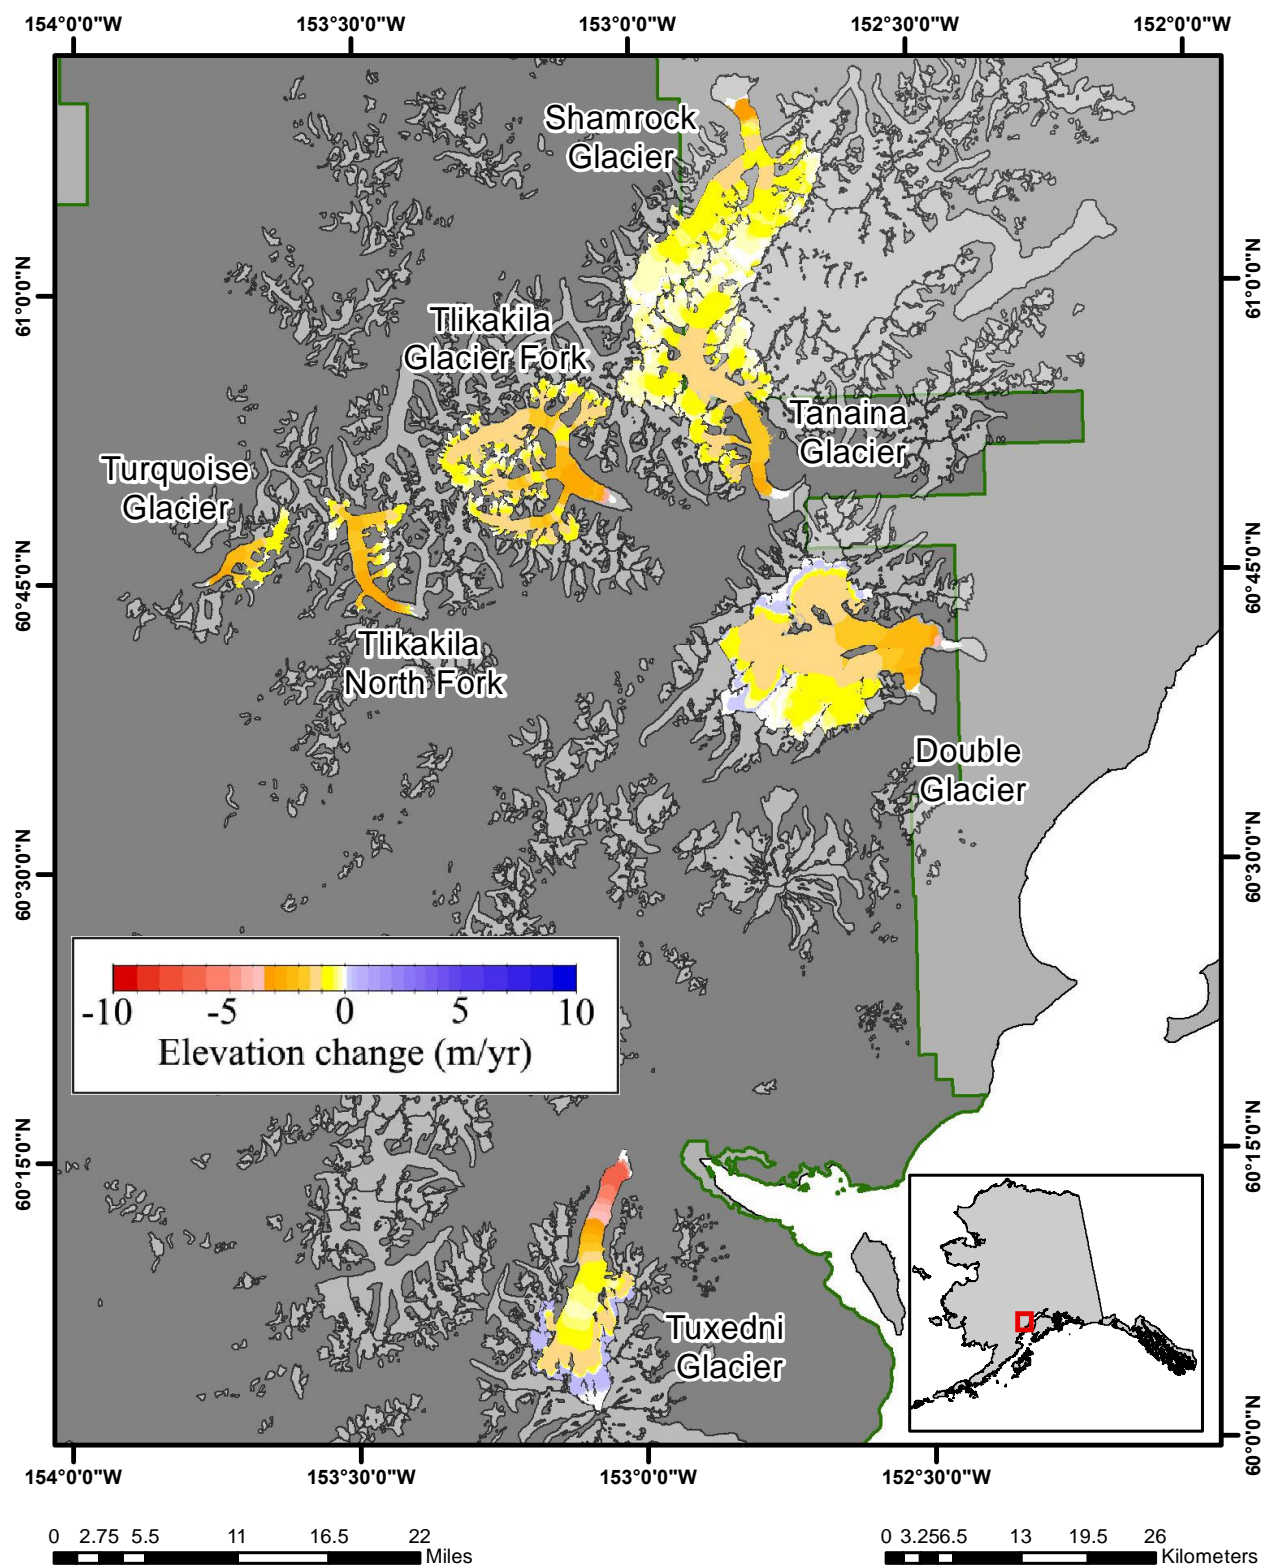 154°0'0"W
153°30'0"W
153°0'0"W
152°30'0"W
152°0'0"W
Shamrock
Glacier
61°0'0"N
61°0'0"N
Tlikakila
Glacier Fork
Tanaina
Glacier
Turquoise
Glacier
60°45'0"N
60°45'0"N
Tlikakila
North Fork
Double
Glacier
60°30'0"N
60°30'0"N
-10
-5
0
5
10
Elevation change (m/yr)
60°15'0"N
60°15'0"N
Tuxedni
Glacier
60°0'0"N
154°0'0"W
153°30'0"W
153°0'0"W
152°30'0"W
0 2.75 5.5 11 16.5 22
Miles
0 3.25 6.5 13 19.5 26
Kilometers